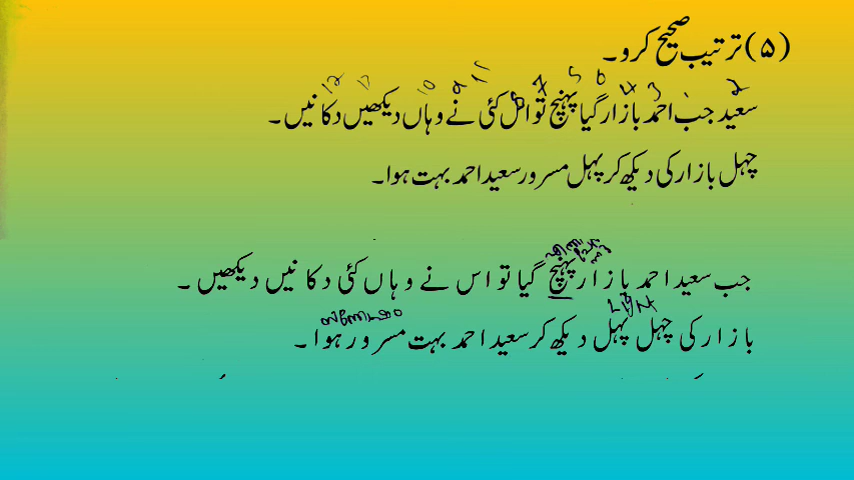 (۵) ترتیب صحیح کرو۔
سعید جب احمد بازار گیا پہنچ تو اس کئی نے وہاں دیکھیں دکانیں۔
چہل بازار کی دیکھ کر پہل مسرور سعید احمد بہت ہوا۔
جب سعید احمد بازار پہنچ گیا تو اس نے وہاں کئی دکانیں دیکھیں۔
بازار کی چہل پہل دیکھ کر سعید احمد بہت مسرور ہوا۔